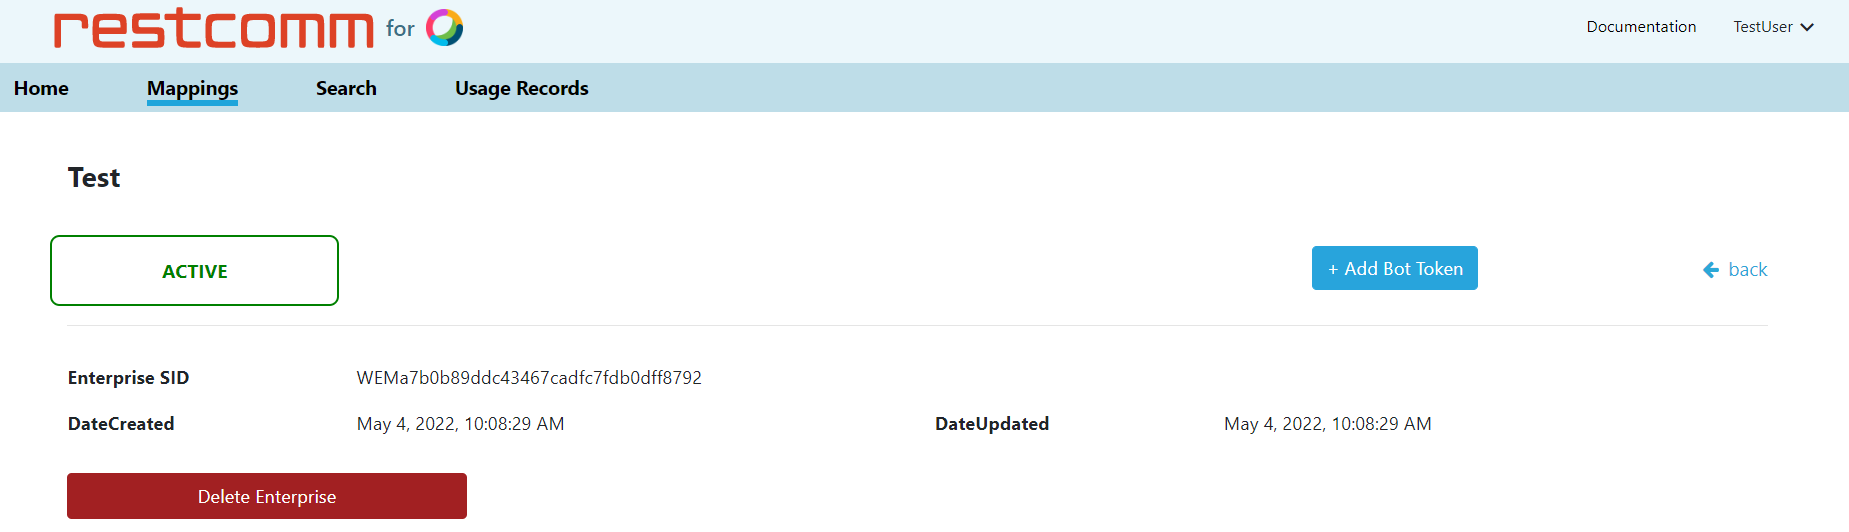 restcomm for
Documentation TestUser
Home Mappings Search Usage Records
Test
ACTIVE
+ Add Bot Token back
Enterprise SID WEMa7b0b89ddc43467cadfc7fdb0dff8792
DateCreated May 4, 2022, 10:08:29 AM DateUpdated May 4, 2022, 10:08:29 AM
Delete Enterprise